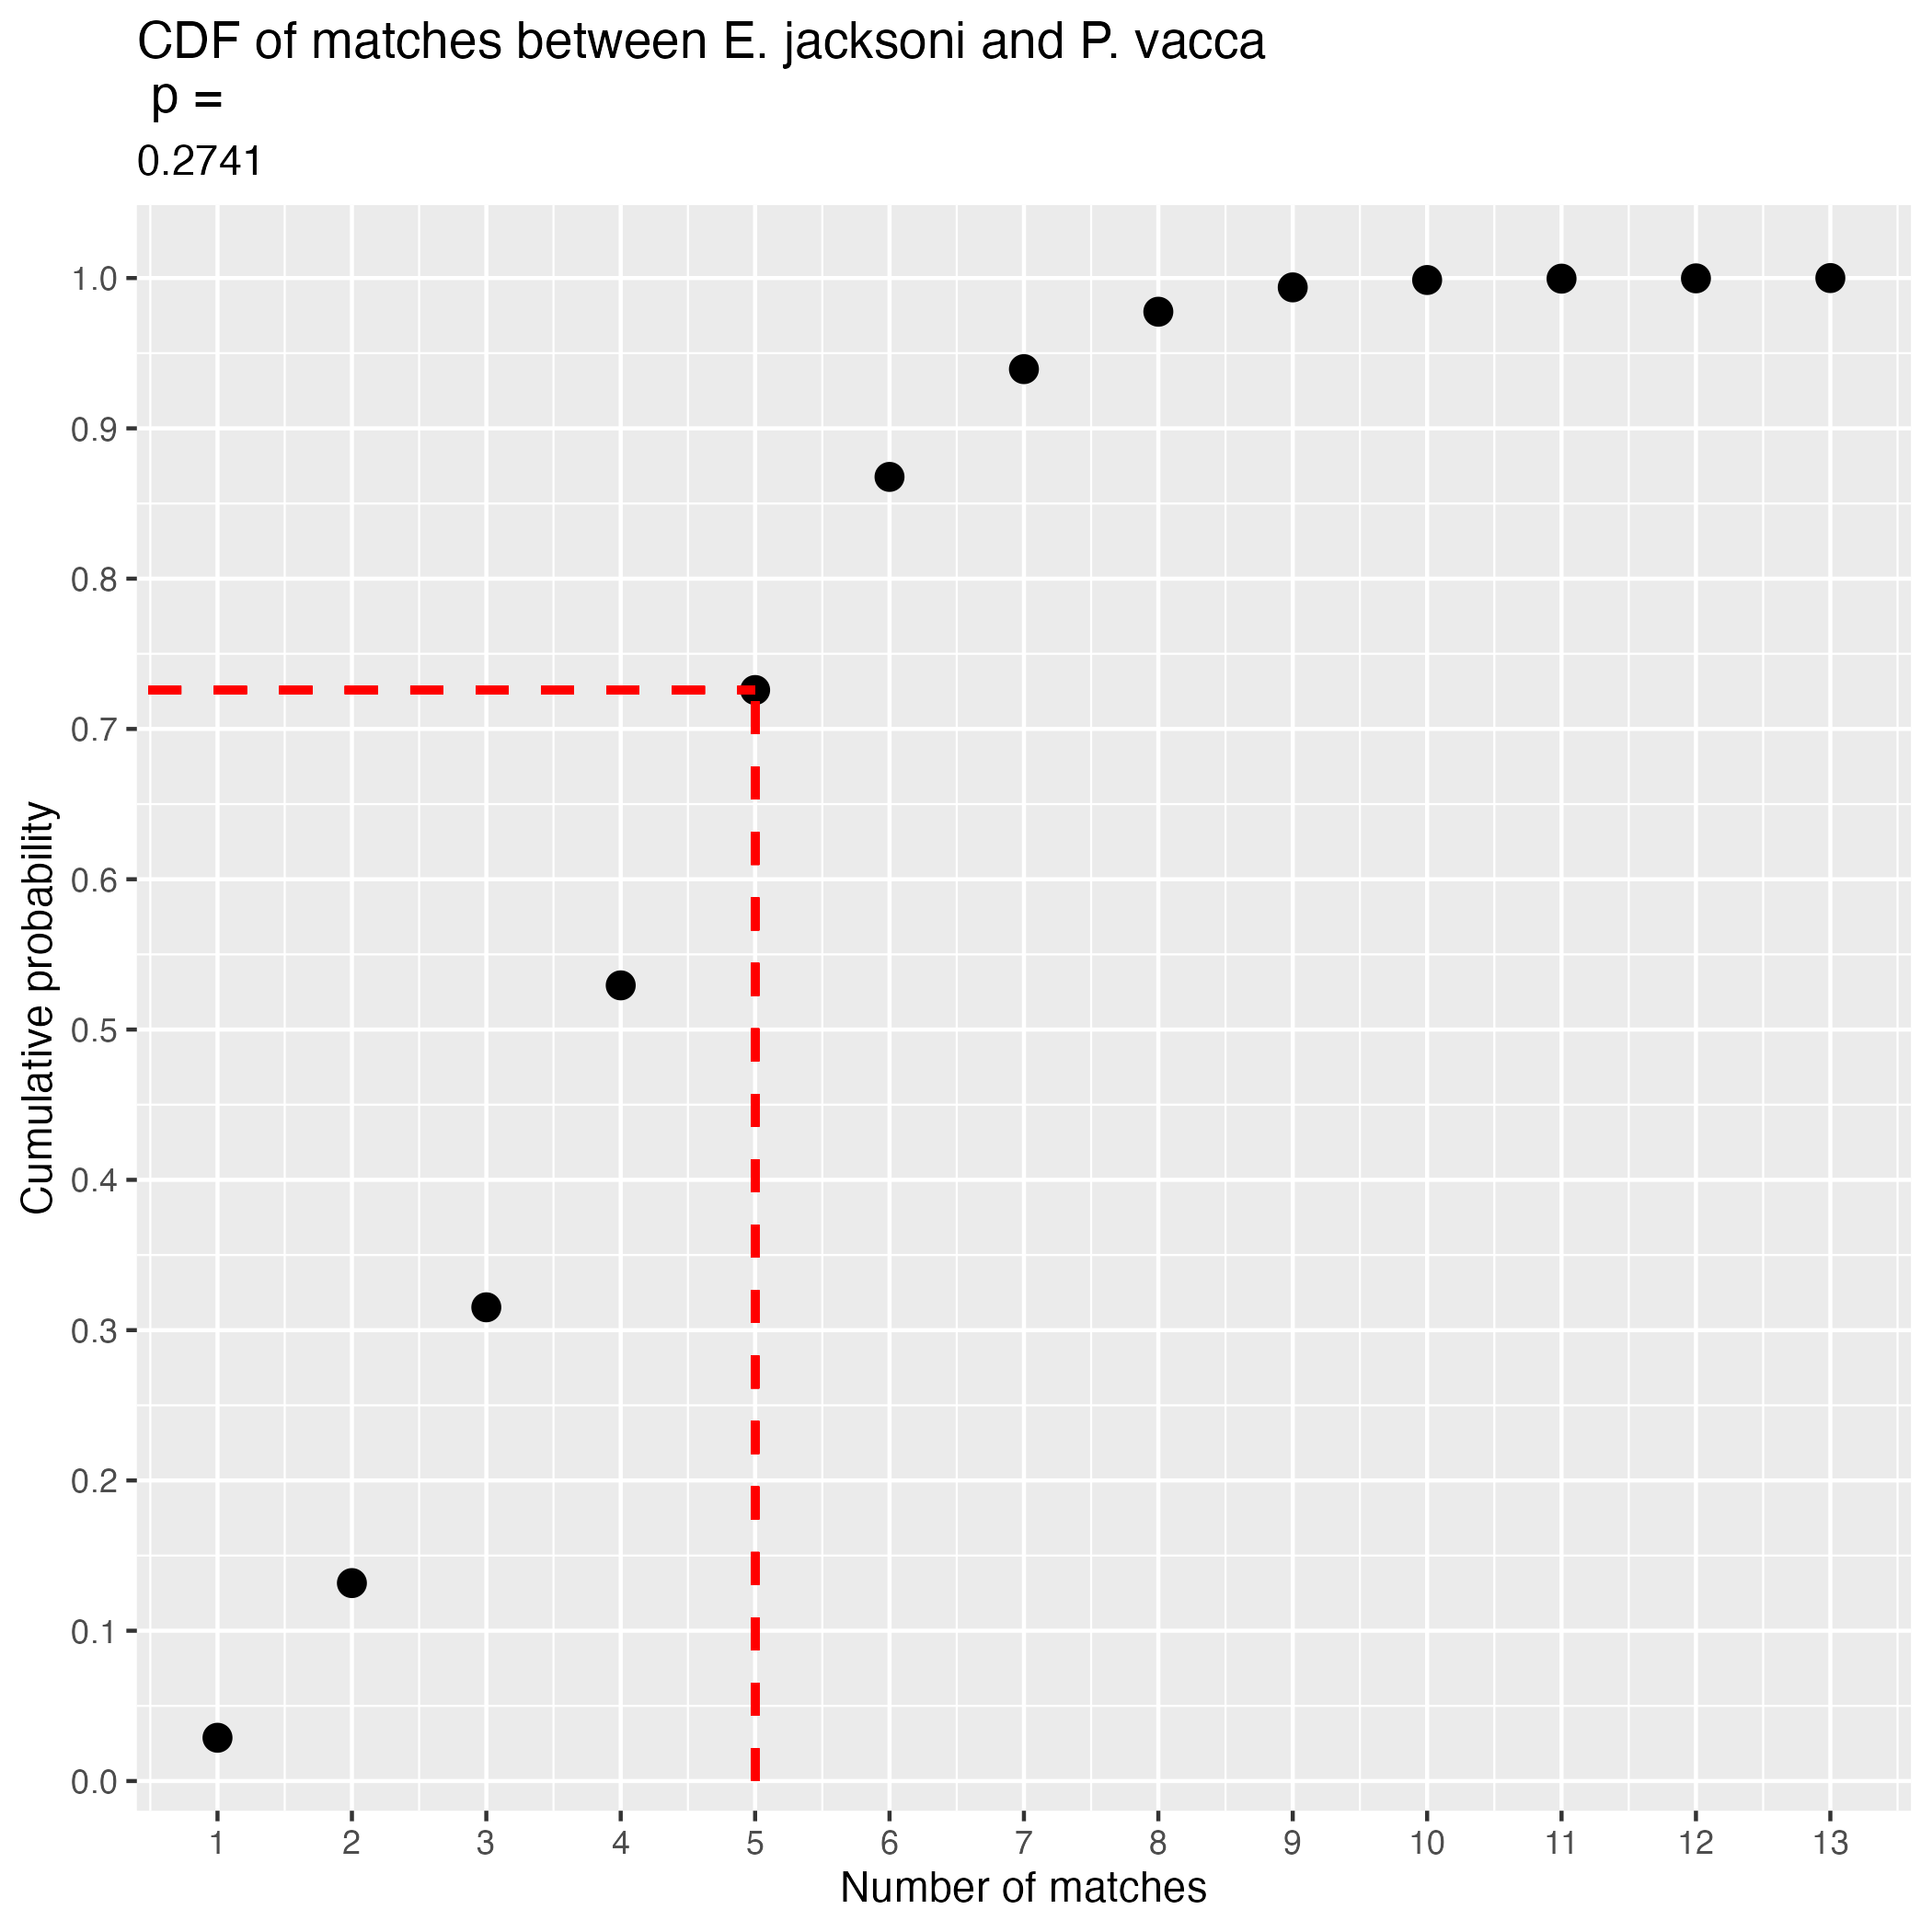 CDF of matches between E. jacksoni and P. vacca
p =
0.2741
1.0
0.9
0.8
0.7
0.6
0.5
0.4
0.3
0.2
0.1
0.0
Cumulative probability
1 2 3 4 5 6 7 8 9 10 11 12 13
Number of matches